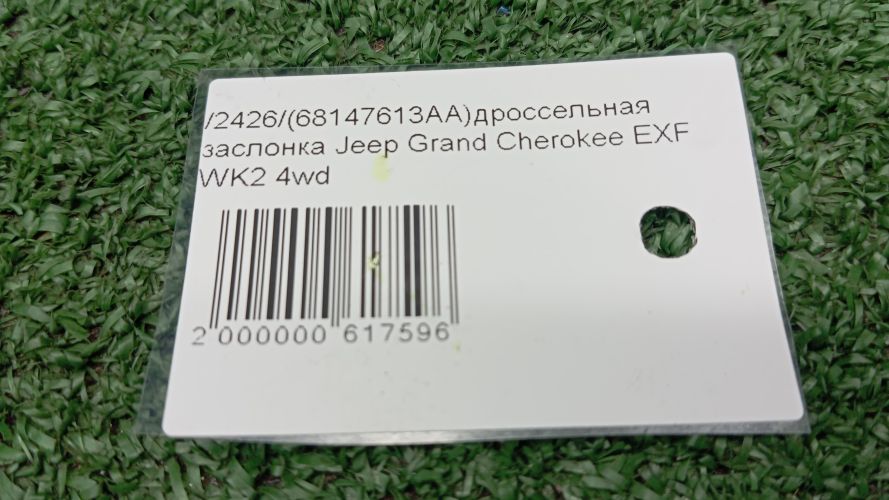 /2426/(68147613AA)дроссельная
заслонка Jeep Grand Cherokee EXF
WK2 4wd
2 000000 617596